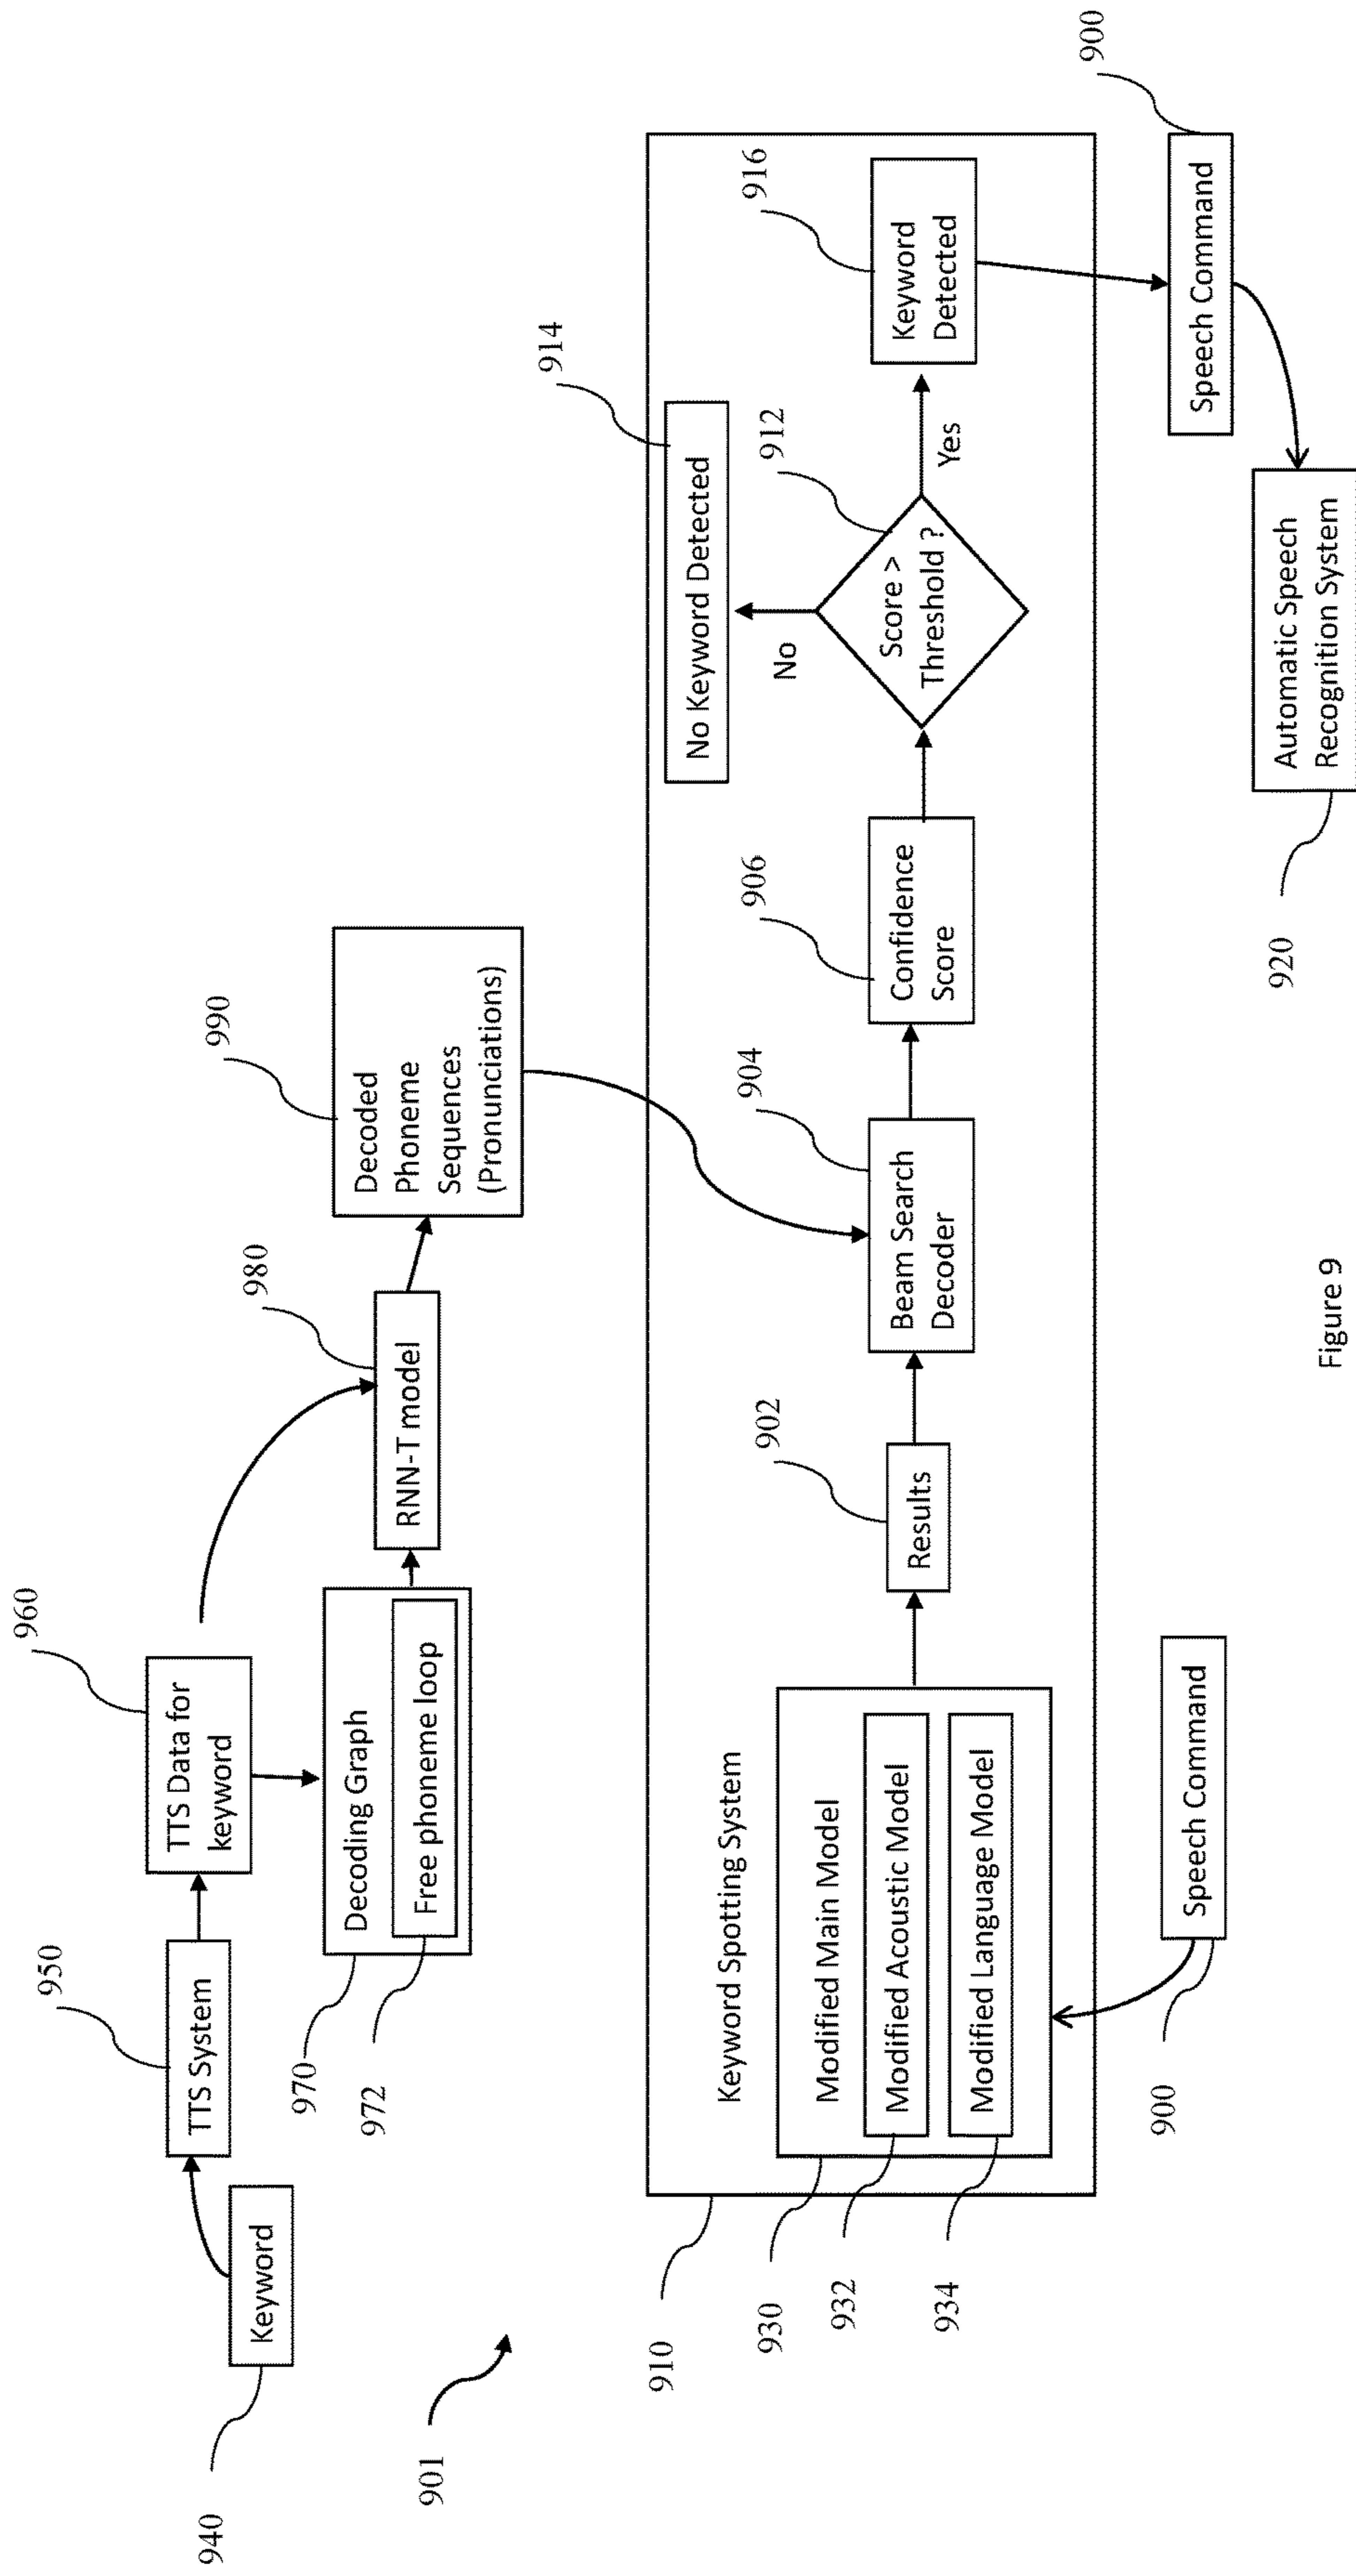 940
Keyword
950
TTS System
960
TTS Data for
keyword
970
972
Decoding Graph
Free phoneme loop
980
RNN-T model
990
Decoded
Phoneme
Sequences
(Pronunciations)
901
910
Keyword Spotting System
930
932
934
Modified Main Model
Modified Acoustic Model
Modified Language Model
900
Speech Command
902
Results
904
Beam Search
Decoder
906
Confidence
Score
912
Score >
Threshold ?
No
Yes
914
No Keyword Detected
916
Keyword
Detected
900
Speech Command
920
Automatic Speech
Recognition System
Figure 9